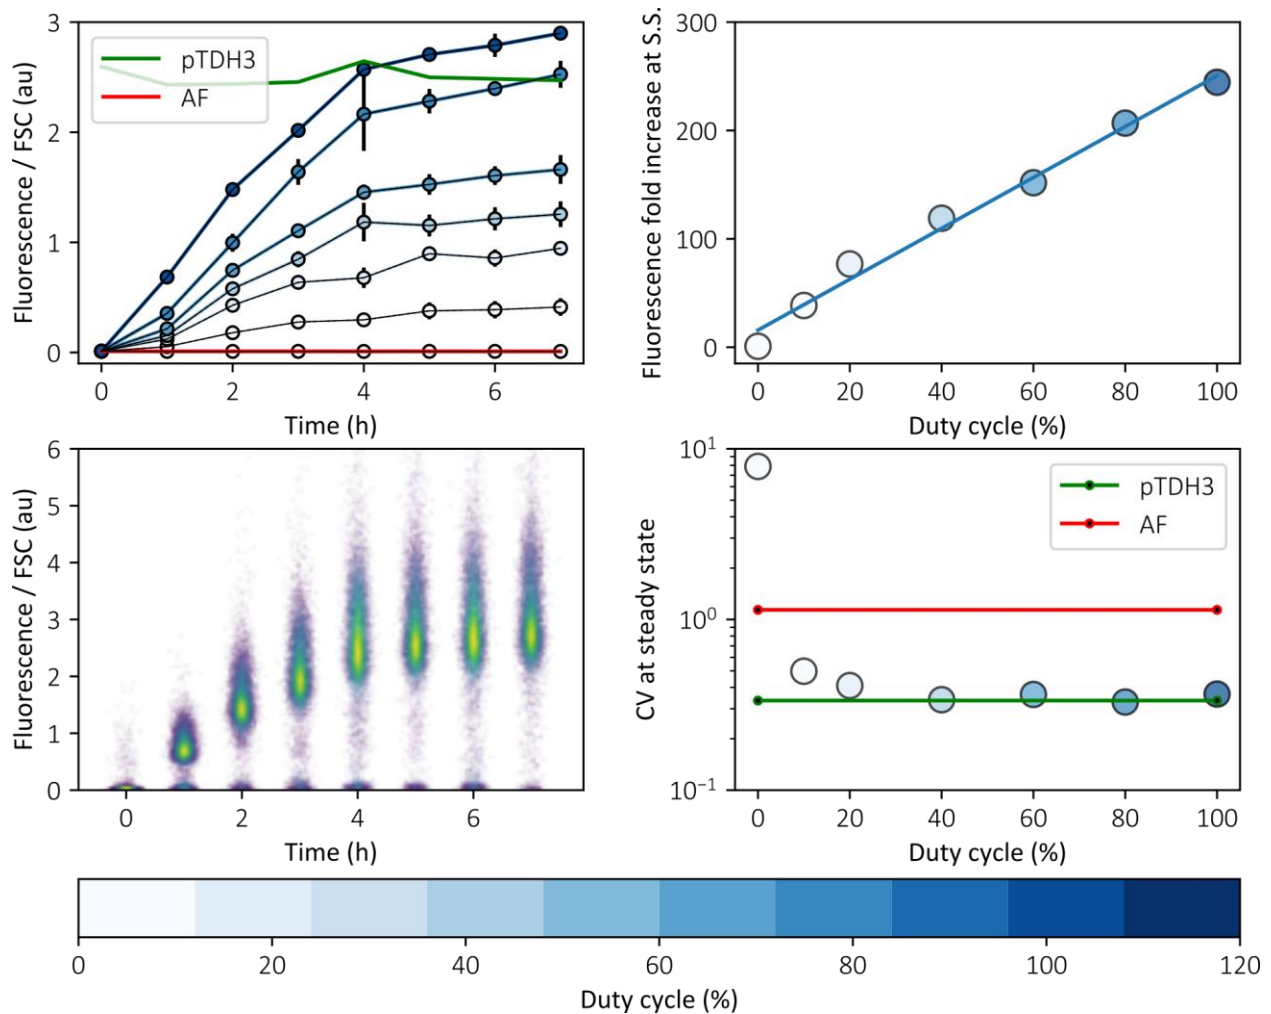 3
2
1
0
Fluorescence / FSC (au)
pTDH3
AF
0 2 4 6
Time (h)
300
200
100
0
Fluorescence fold increase at S.S.
0 20 40 60 80 100
Duty cycle (%)
6
5
4
3
2
1
0
Fluorescence / FSC (au)
0 2 4 6
Time (h)
10¹
10⁰
10⁻¹
CV at steady state
pTDH3
AF
0 20 40 60 80 100
Duty cycle (%)
0 20 40 60 80 100 120
Duty cycle (%)